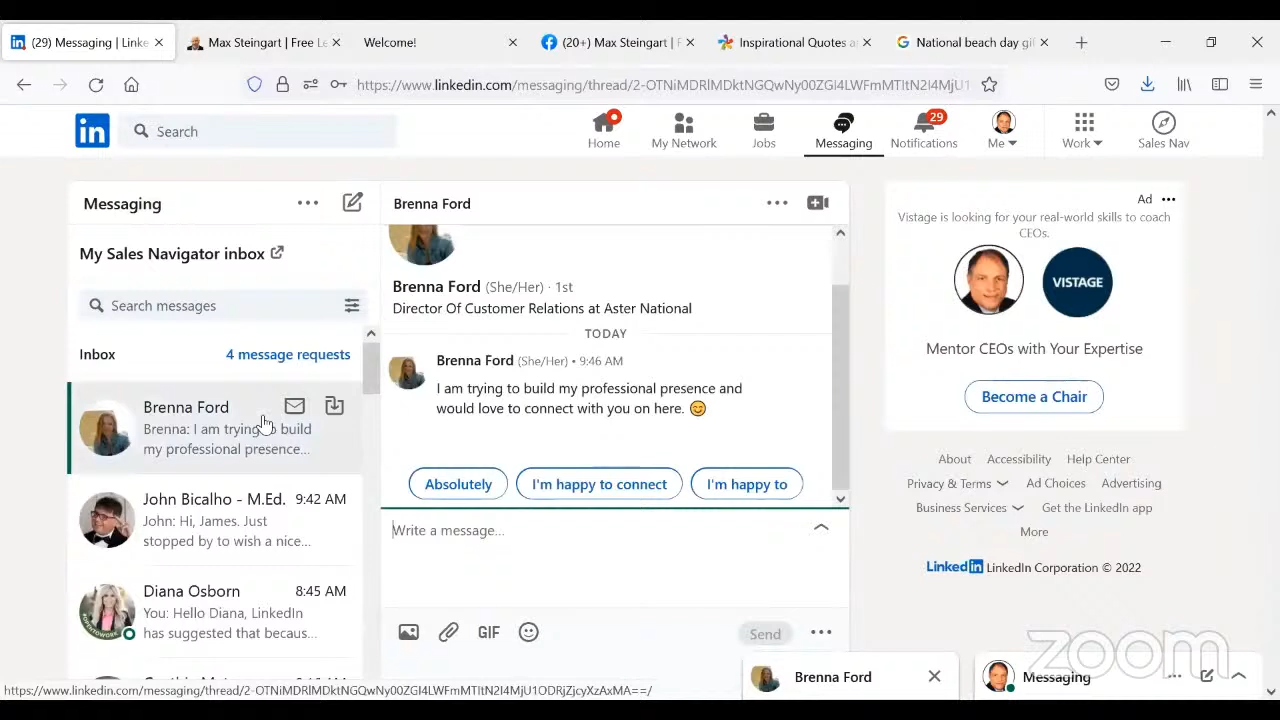 (29) Messaging | Linke
Max Steingart | Free Le
Welcome!
(20+) Max Steingart | F
Inspirational Quotes a
National beach day gi
https://www.linkedin.com/messaging/thread/
in
Search
Home
My Network
Jobs
Messaging
29
Notifications
Me
Work
Sales Nav
Messaging
Brenna Ford
My Sales Navigator inbox
Search messages
Inbox
4 message requests
Brenna Ford
Brenna: I am trying to build
my professional presence...
John Bicalho - M.Ed. 9:42 AM
John: Hi, James. Just
stopped by to wish a nice...
Diana Osborn 8:45 AM
You: Hello Diana, LinkedIn
has suggested that becaus...
#OPENTOWORK
Brenna Ford (She/Her) · 1st
Director Of Customer Relations at Aster National
TODAY
Brenna Ford (She/Her) • 9:46 AM
I am trying to build my professional presence and
would love to connect with you on here. 😊
Absolutely
I'm happy to connect
I'm happy to
Write a message...
GIF
Send
Ad
Vistage is looking for your real-world skills to coach
CEOs.
VISTAGE
Mentor CEOs with Your Expertise
Become a Chair
About Accessibility Help Center
Privacy & Terms Ad Choices Advertising
Business Services Get the LinkedIn app
More
LinkedIn LinkedIn Corporation © 2022
zoom
Brenna Ford
Messaging
https://www.linkedin.com/messaging/thread/